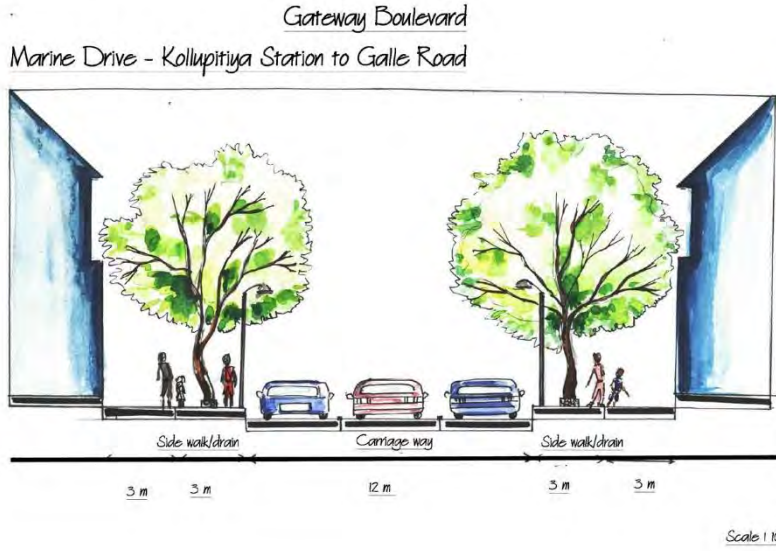 Gateway Boulevard
Marine Drive - Kollupitiya Station to Galle Road
Side walk/drain Carriage way Side walk/drain
3 m 3 m 12 m 3 m 3 m
Scale